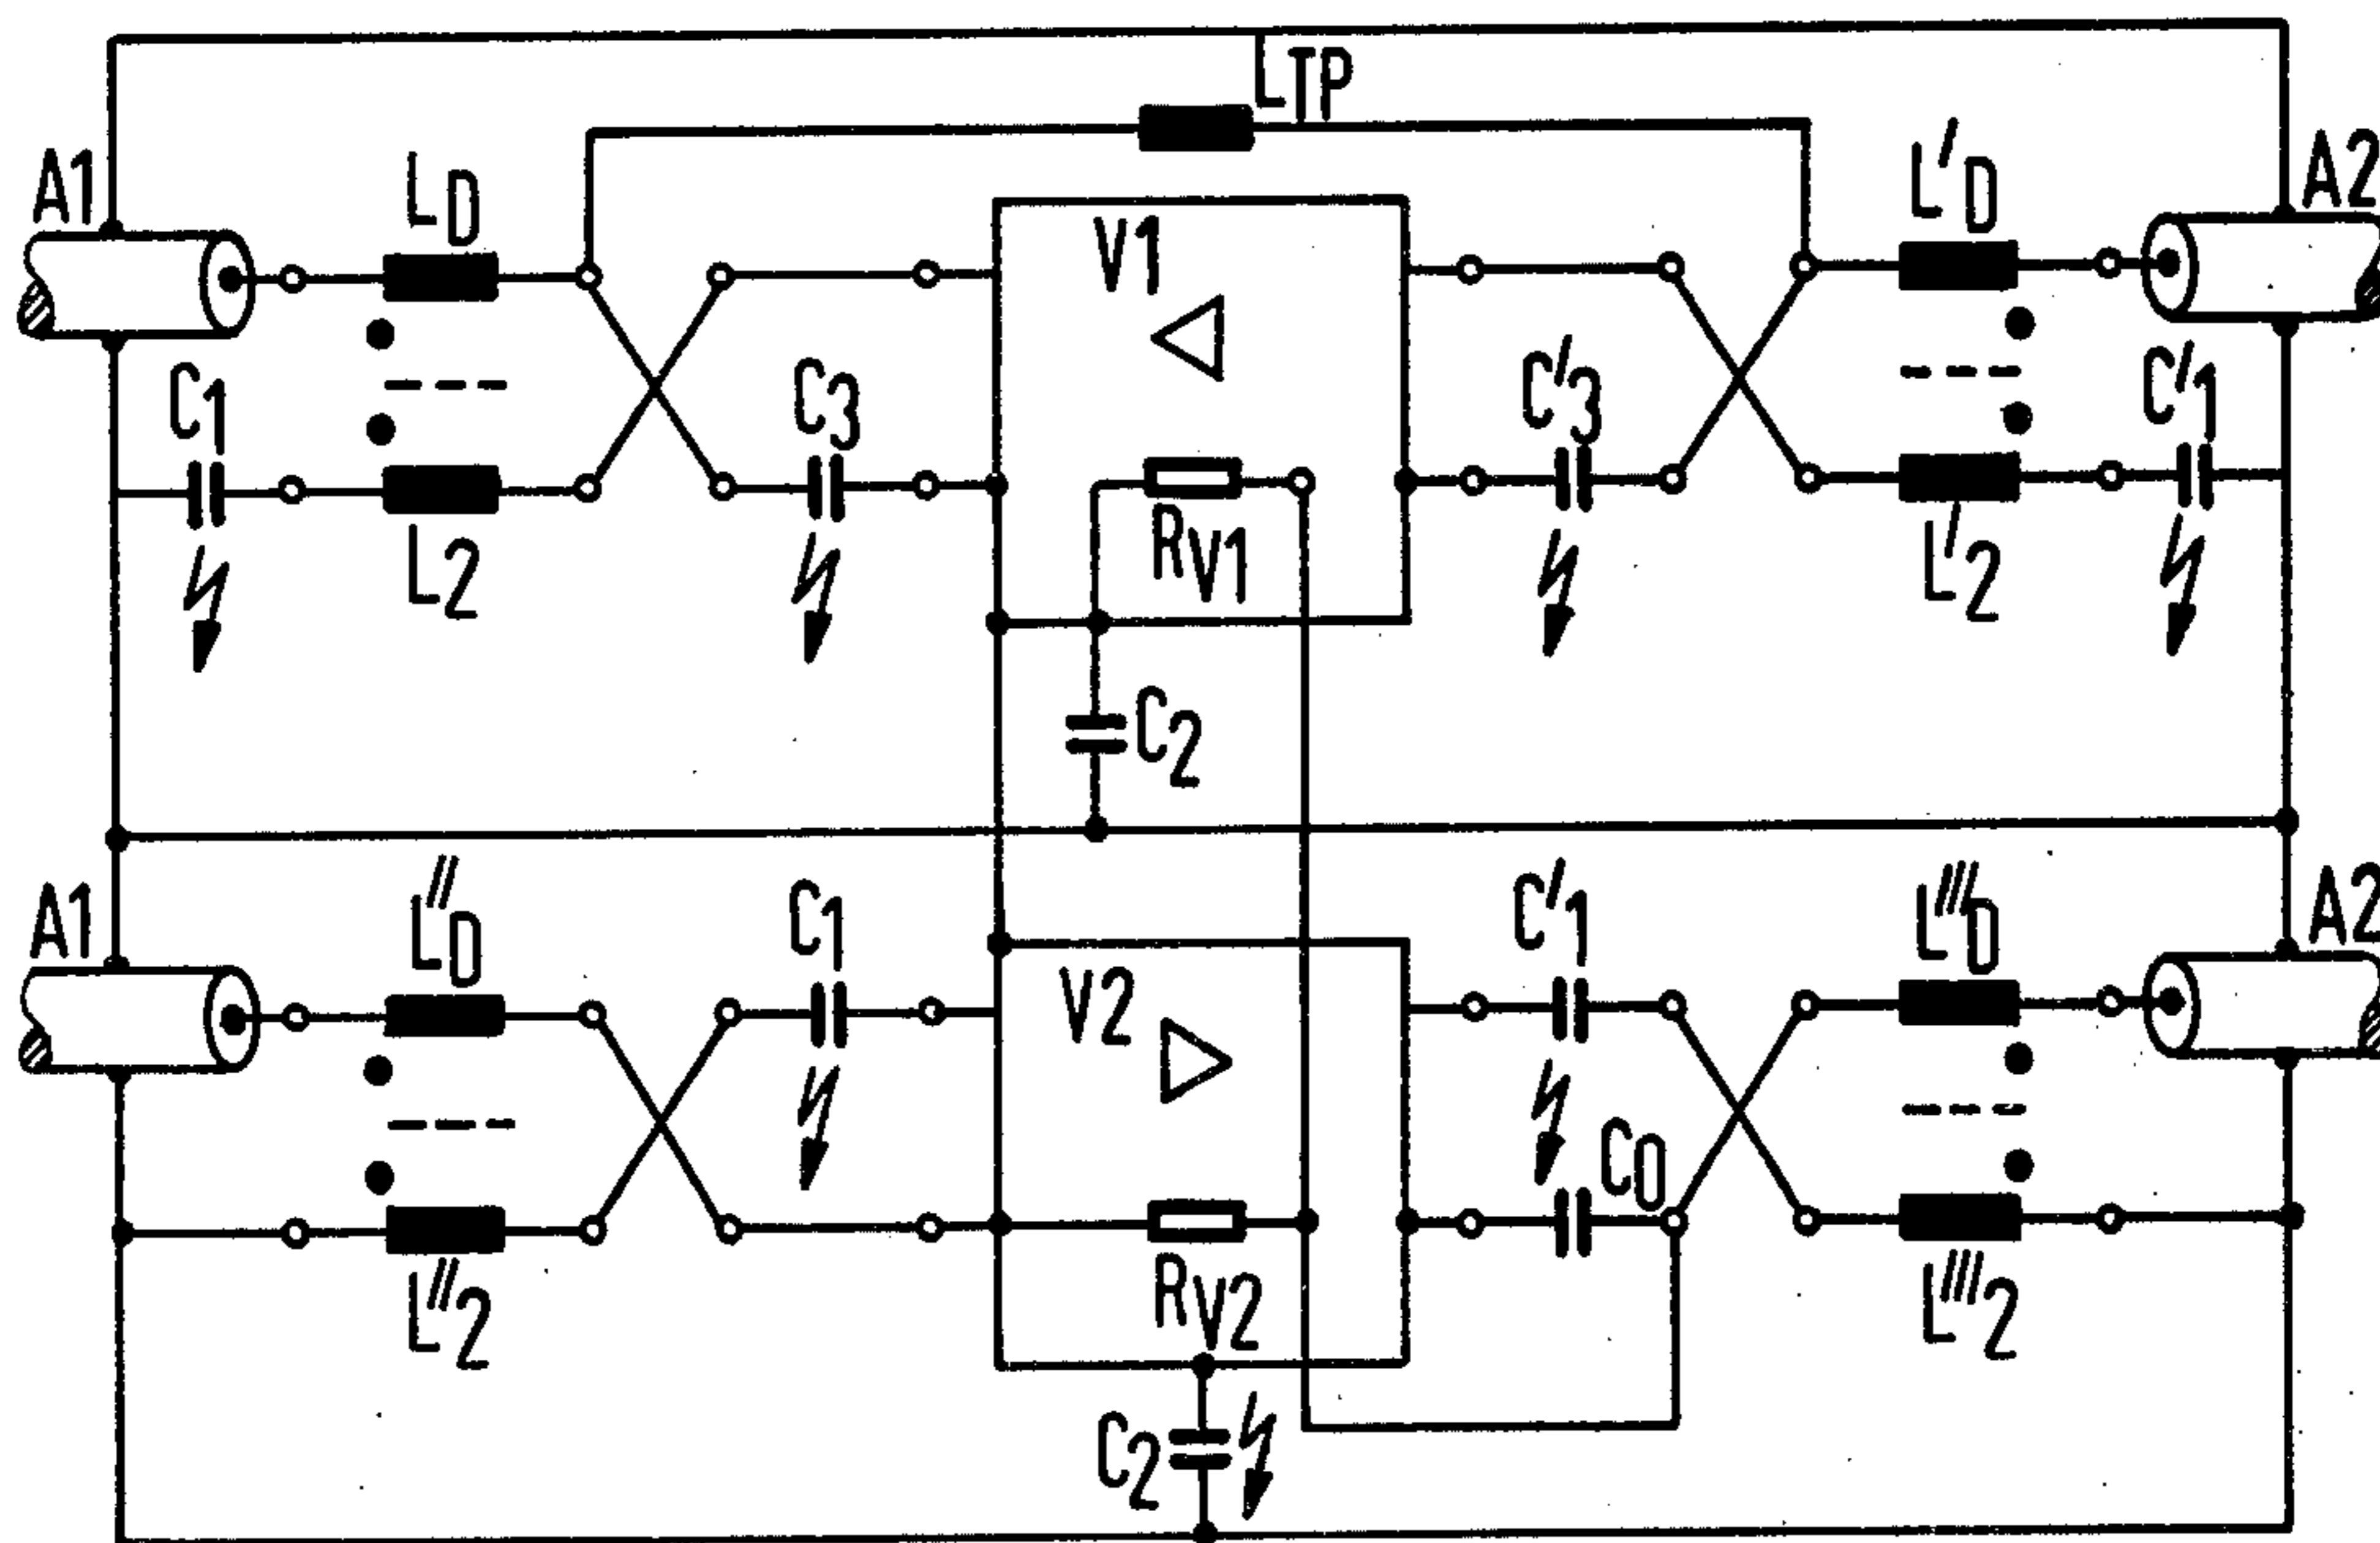 LTP
A1 LD L'D A2
V1
C1 C3 C'3 C'1
L2 RV1 L'2
C2
A1 L''D C1 C'1 L'''D A2
V2
C0
L''2 RV2 L'''2
C2